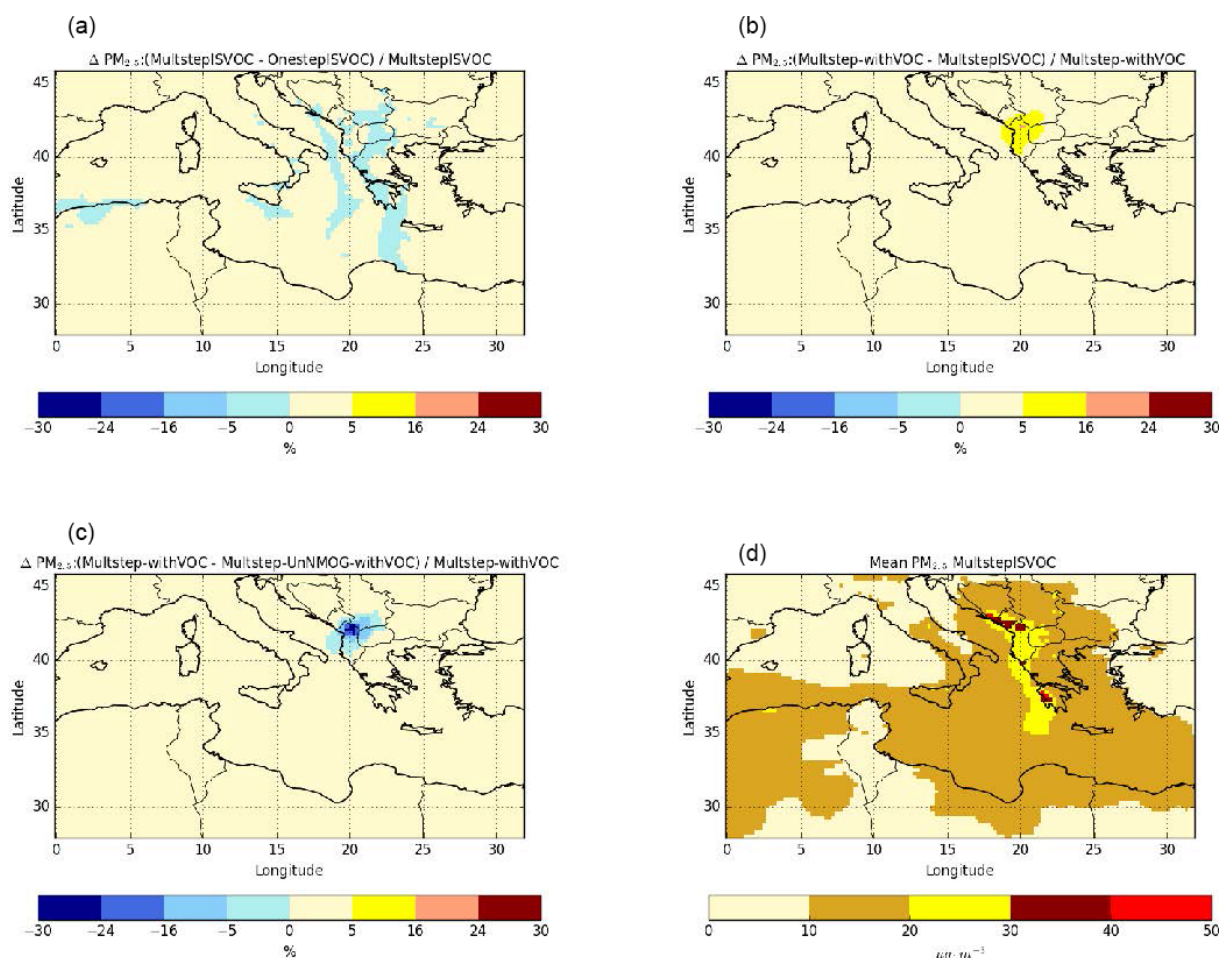 (a)
Δ PM2.5:(MultstepISVOC - OnestepISVOC) / MultstepISVOC
45
40
35
30
Latitude
0 5 10 15 20 25 30
Longitude
−30 −24 −16 −5 0 5 16 24 30
%
(b)
Δ PM2.5:(Multstep-withVOC - MultstepISVOC) / Multstep-withVOC
45
40
35
30
Latitude
0 5 10 15 20 25 30
Longitude
−30 −24 −16 −5 0 5 16 24 30
%
(c)
Δ PM2.5:(Multstep-withVOC - Multstep-UnNMOG-withVOC) / Multstep-withVOC
45
40
35
30
Latitude
0 5 10 15 20 25 30
Longitude
−30 −24 −16 −5 0 5 16 24 30
%
(d)
Mean PM2.5 MultstepISVOC
45
40
35
30
Latitude
0 5 10 15 20 25 30
Longitude
0 10 20 30 40 50